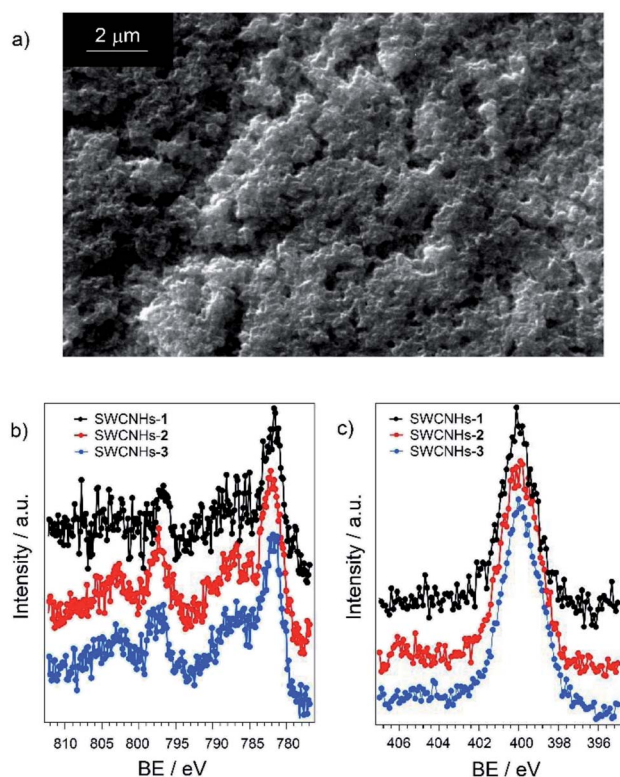 a)
2 μm
b)
SWCNHs-1
SWCNHs-2
SWCNHs-3
Intensity / a.u.
810 805 800 795 790 785 780
BE / eV
c)
SWCNHs-1
SWCNHs-2
SWCNHs-3
Intensity / a.u.
406 404 402 400 398 396
BE / eV